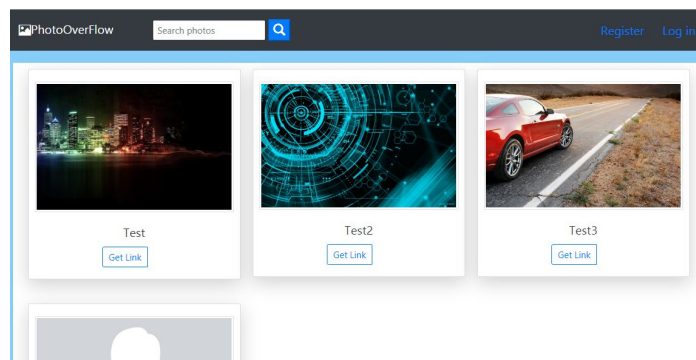 PhotoOverFlow
Search photos
Register
Log in
Test
Get Link
Test2
Get Link
Test3
Get Link